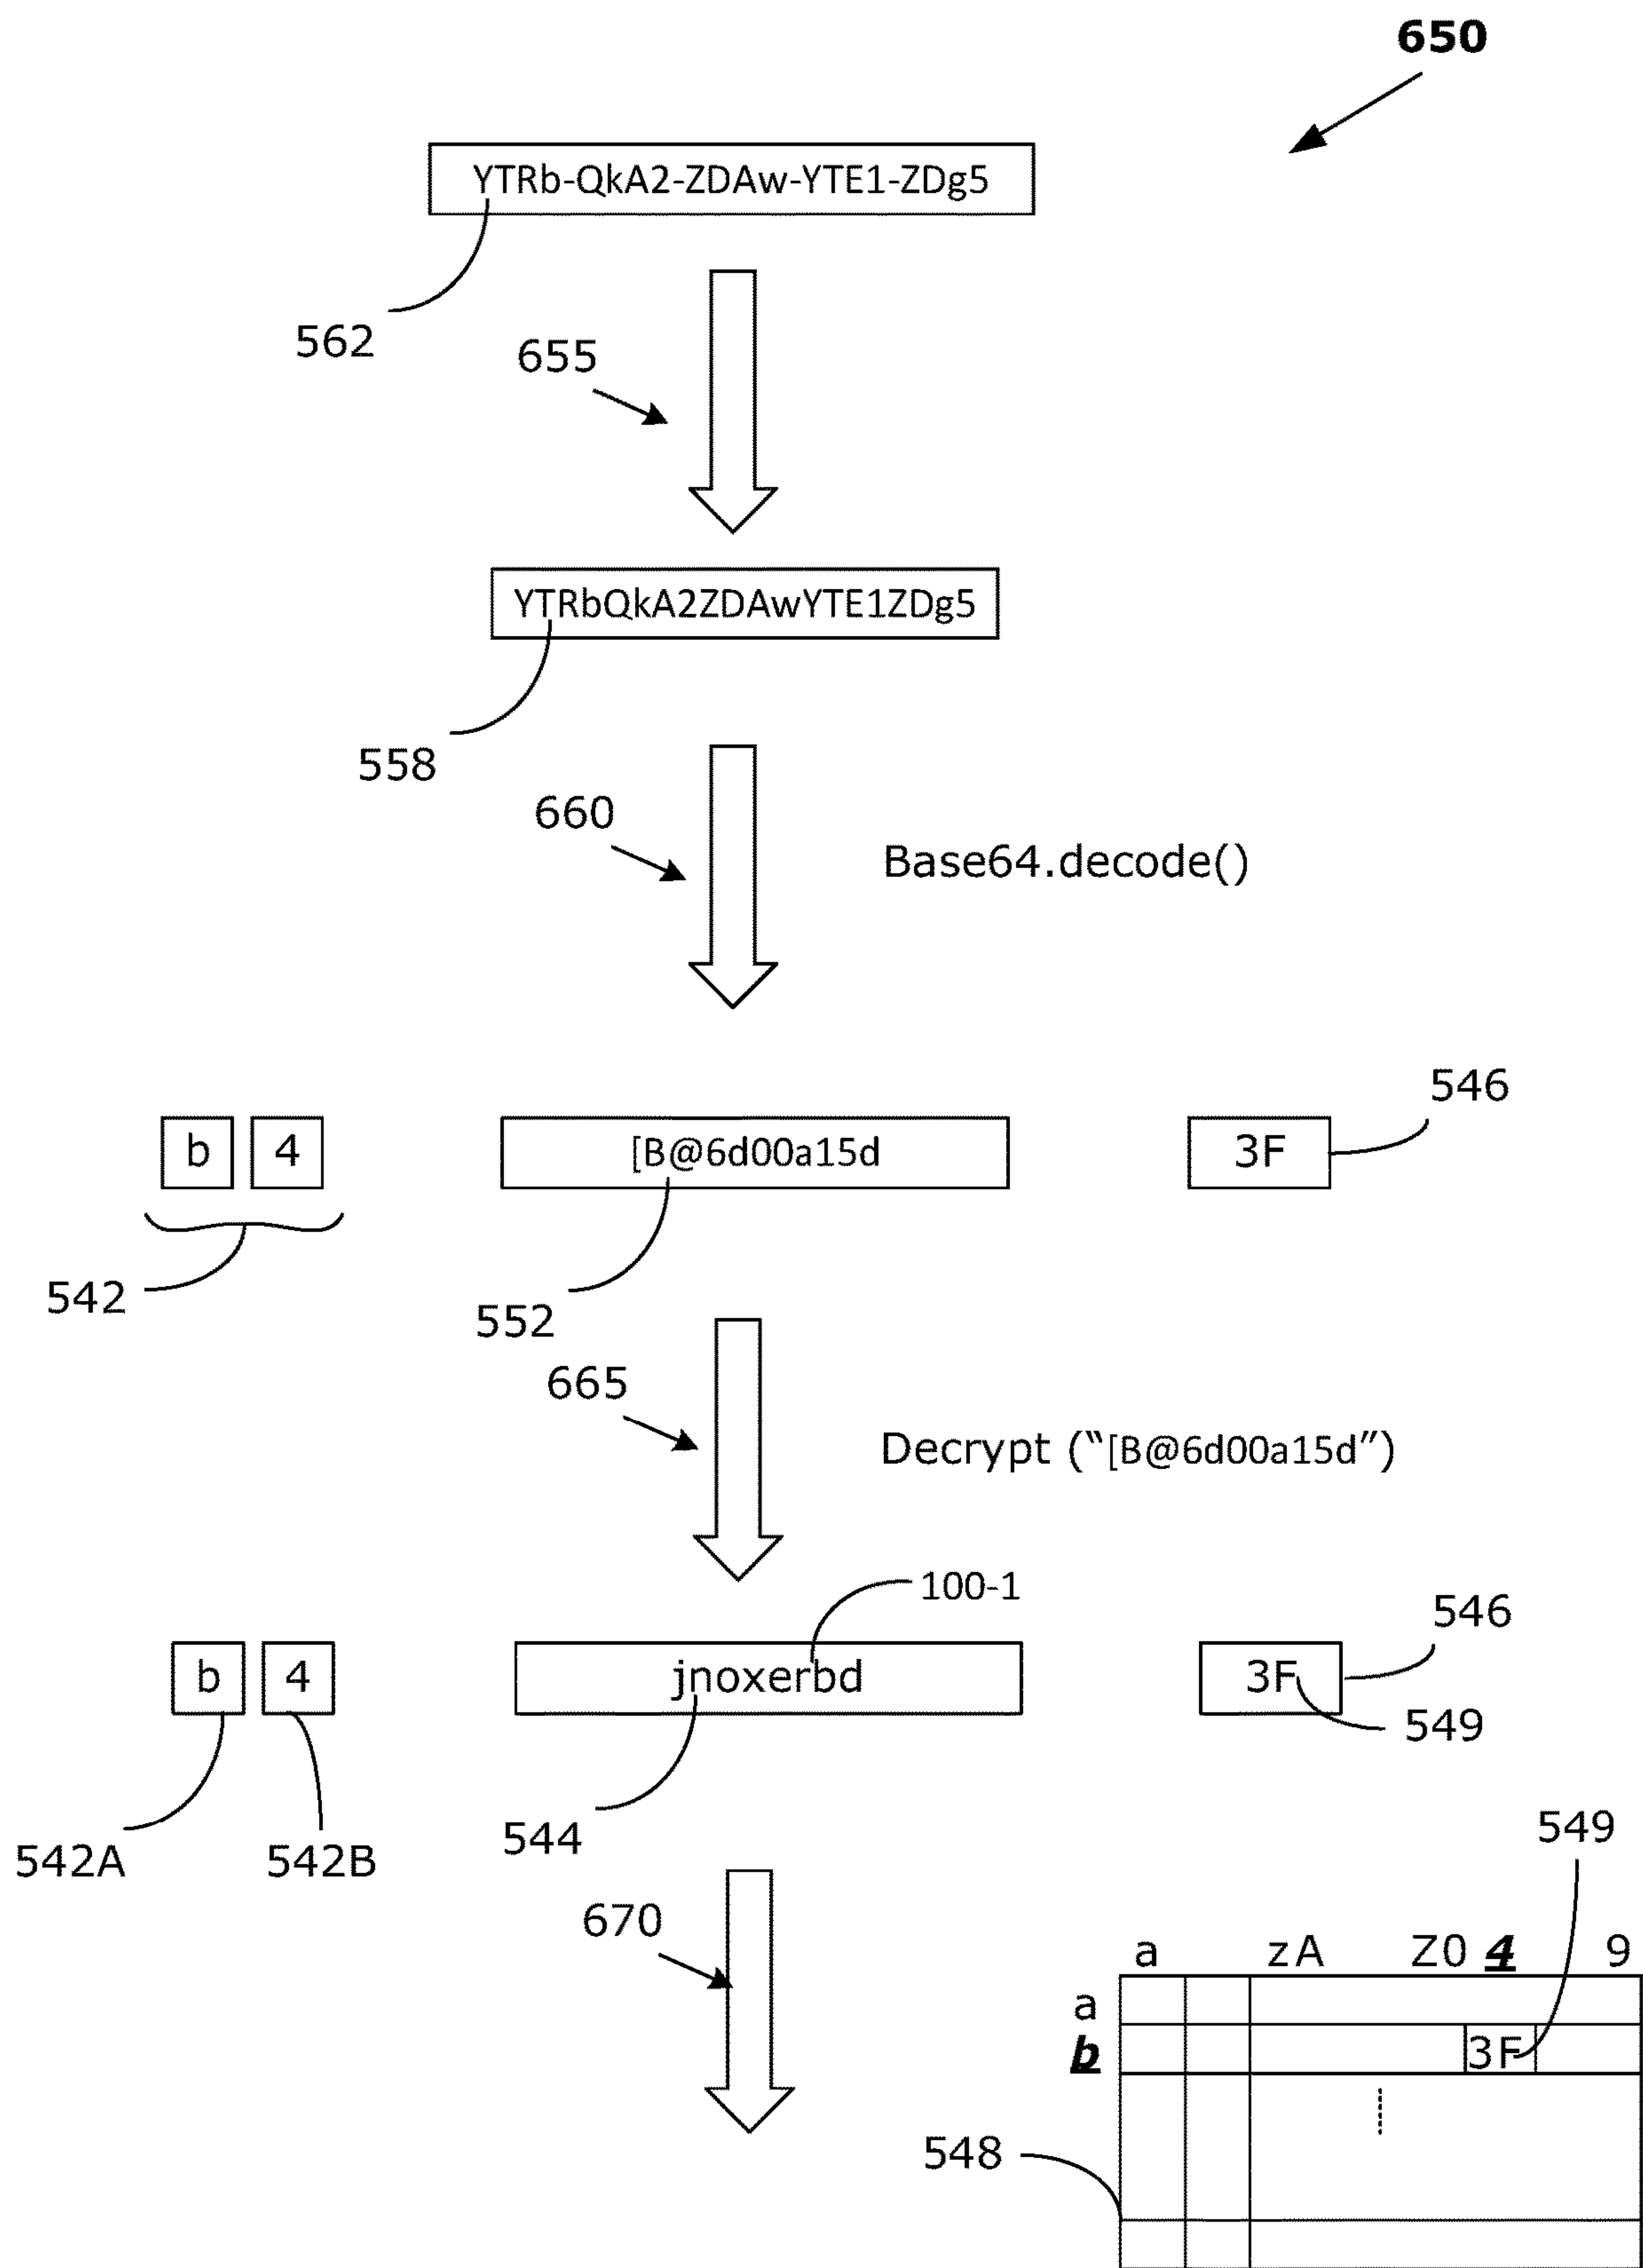 650
YTRb-QkA2-ZDAw-YTE1-ZDg5
562
655
YTRbQkA2ZDAwYTE1ZDg5
558
660
Base64.decode()
546
b 4 [B@6d00a15d 3F
542
552
665
Decrypt (“[B@6d00a15d”)
100-1
546
b 4 jnoxerbd 3F
549
544
542A 542B
549
670
a zA Z0 4 9
a
b 3F
548